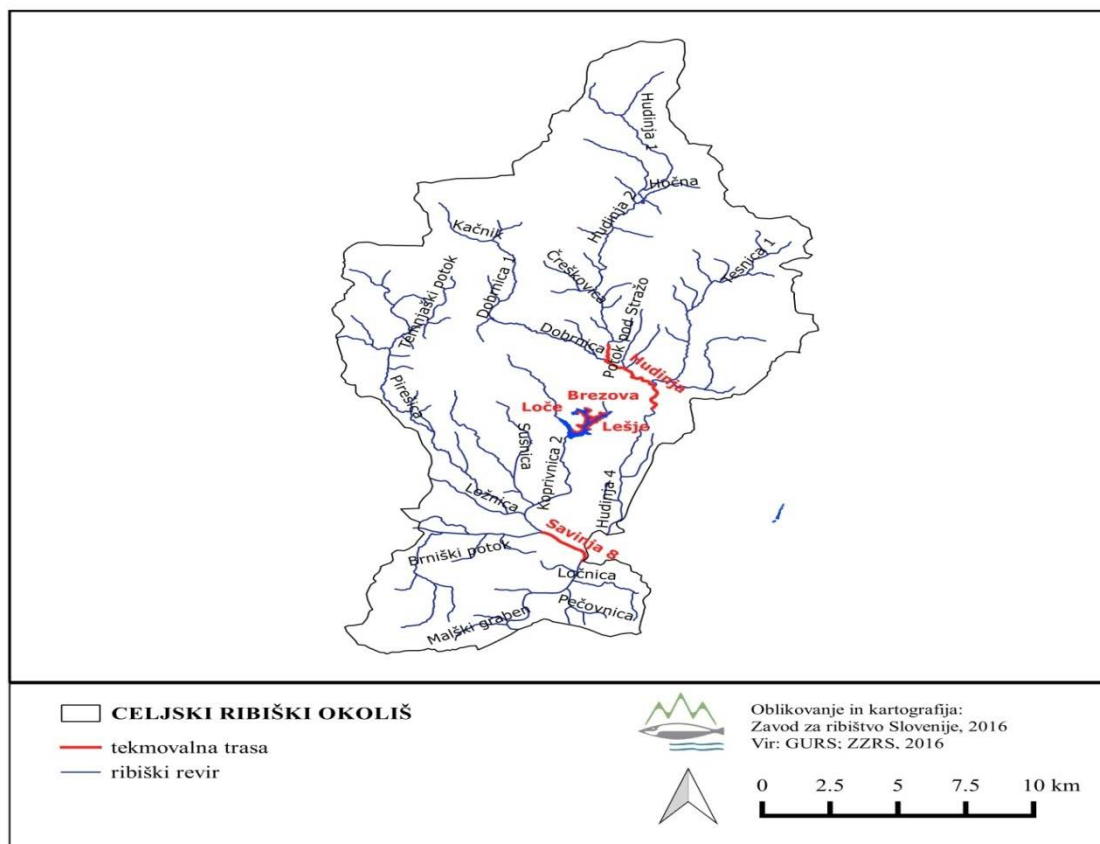 Hudinja 1
Hočna
Hudinja 2
Kačnik
Tesnica 1
Čreškovica
Temnjaški potok
Dobrnica 1
Potok pod Stražo
Dobrnica
Hudinja
Pirešica
Brezova
Loče
Lešje
Sušnica
Koprivnica 2
Ložnica
Hudinja 4
Savinja 8
Brniški potok
Ločnica
Pečovnica
Malški graben
CELJSKI RIBIŠKI OKOLIŠ
tekmovalna trasa
ribiški revir
Oblikovanje in kartografija:
Zavod za ribištvo Slovenije, 2016
Vir: GURS; ZZRS, 2016
0 2.5 5 7.5 10 km